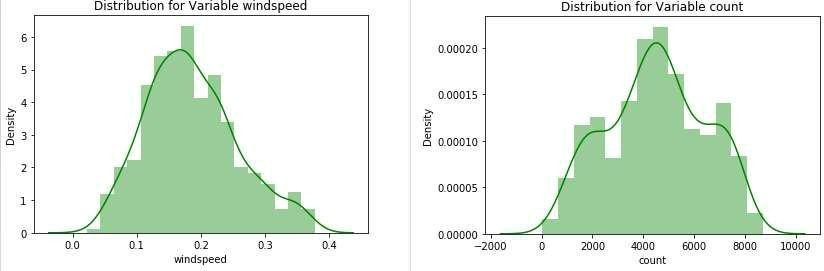 Distribution for Variable windspeed
6
5
4
3
2
1
0
Density
0.0 0.1 0.2 0.3 0.4
windspeed
Distribution for Variable count
0.00020
0.00015
0.00010
0.00005
0.00000
Density
−2000 0 2000 4000 6000 8000 10000
count